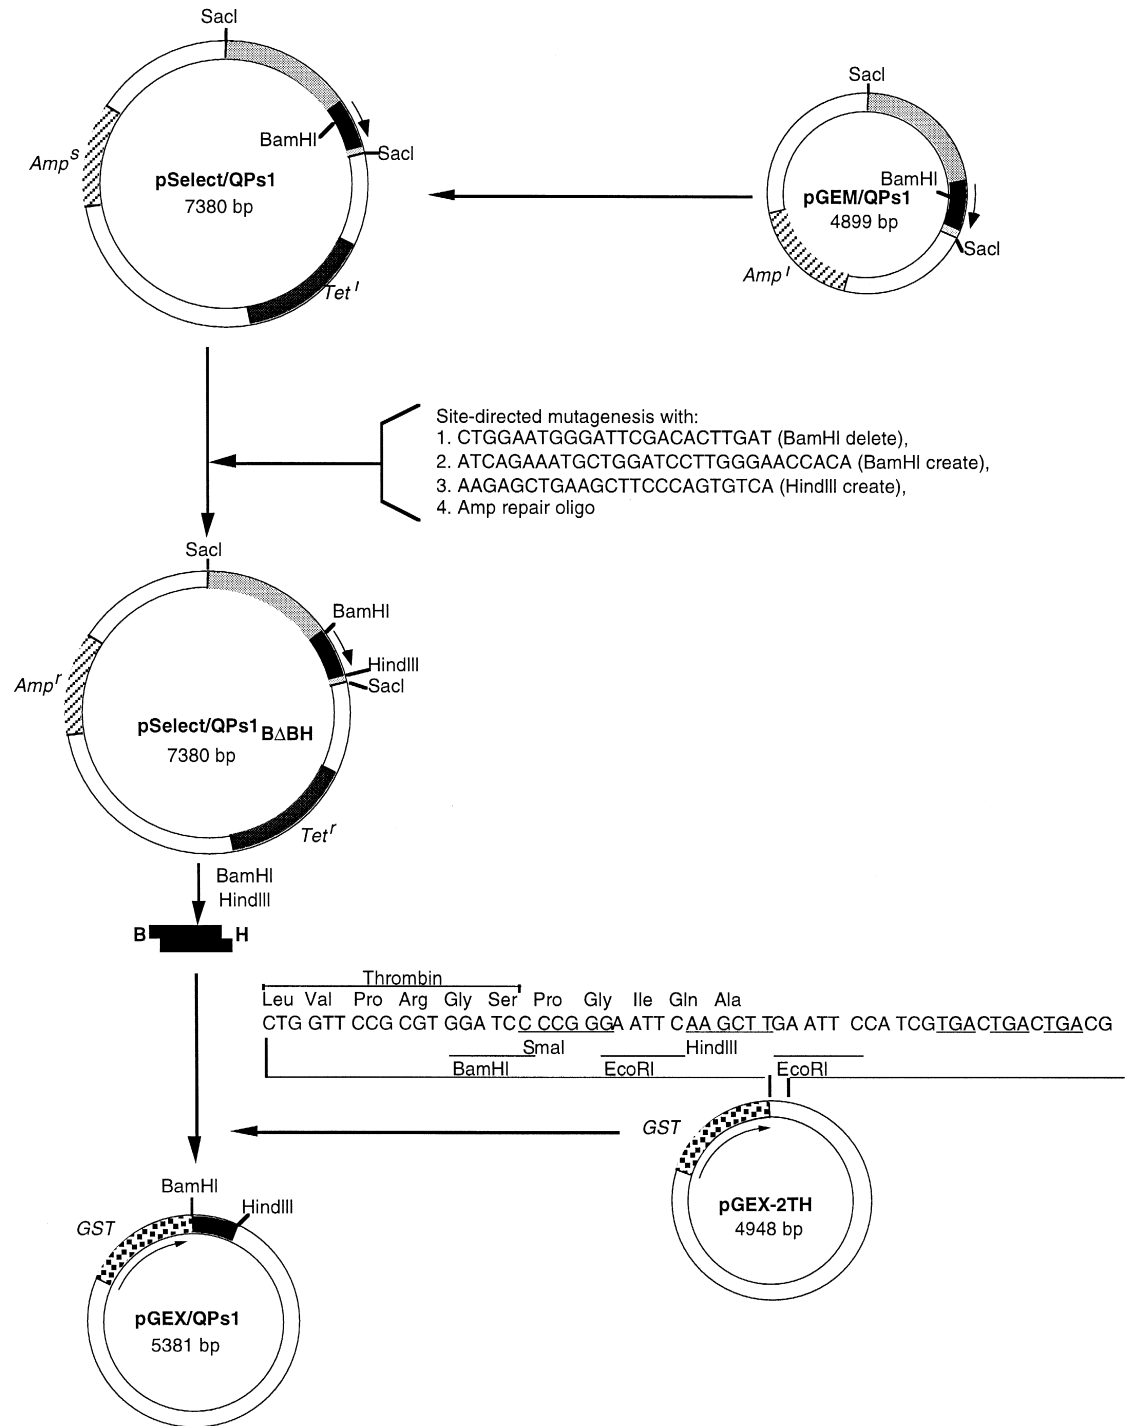 SacI
BamHI
SacI
Amp s
pSelect/QPs1
7380 bp
Tet r
SacI
BamHI
pGEM/QPs1
4899 bp
SacI
Amp r
Site-directed mutagenesis with:
1. CTGGAATGGGATTCGACACTTGAT (BamHI delete),
2. ATCAGAAATGCTGGATCCTTGGGAACCACA (BamHI create),
3. AAGAGCTGAAGCTTCCCAGTGTCA (HindIII create),
4. Amp repair oligo
SacI
BamHI
HindIII
SacI
Amp r
pSelect/QPs1 BΔBH
7380 bp
Tet r
BamHI
HindIII
B H
Thrombin
Leu Val Pro Arg Gly Ser Pro Gly Ile Gln Ala
CTG GTT CCG CGT GGA TCC CCG GGA ATT CAA GCT TGA ATT CCA TCGTGACTGACTGACG
SmaI HindIII
BamHI EcoRI EcoRI
GST
pGEX-2TH
4948 bp
BamHI
HindIII
GST
pGEX/QPs1
5381 bp